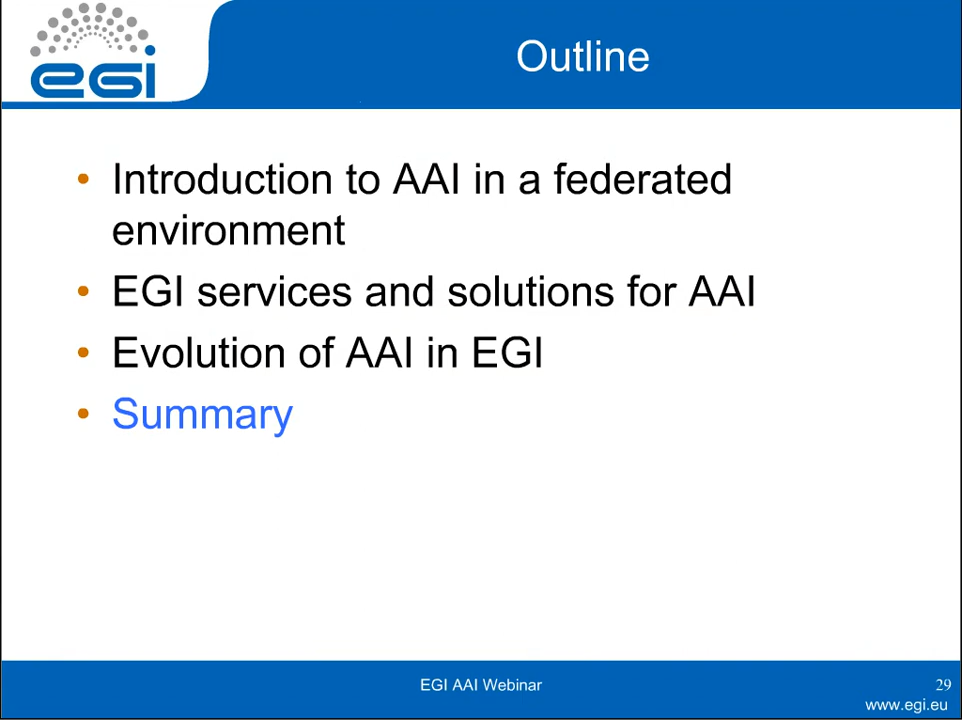 egi
Outline
• Introduction to AAI in a federated
environment
• EGI services and solutions for AAI
• Evolution of AAI in EGI
• Summary
EGI AAI Webinar
29
www.egi.eu